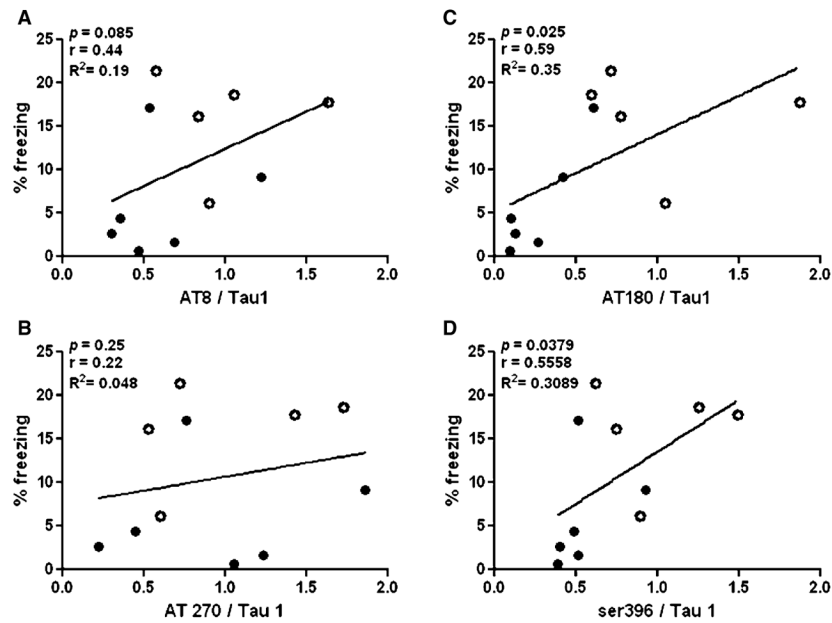 A
p = 0.085
r = 0.44
R²= 0.19
% freezing
25
20
15
10
5
0
0.0 0.5 1.0 1.5 2.0
AT8 / Tau1
C
p = 0.025
r = 0.59
R²= 0.35
% freezing
25
20
15
10
5
0
0.0 0.5 1.0 1.5 2.0
AT180 / Tau1
B
p = 0.25
r = 0.22
R²= 0.048
% freezing
25
20
15
10
5
0
0.0 0.5 1.0 1.5 2.0
AT 270 / Tau 1
D
p = 0.0379
r = 0.5558
R²= 0.3089
% freezing
25
20
15
10
5
0
0.0 0.5 1.0 1.5 2.0
ser396 / Tau 1